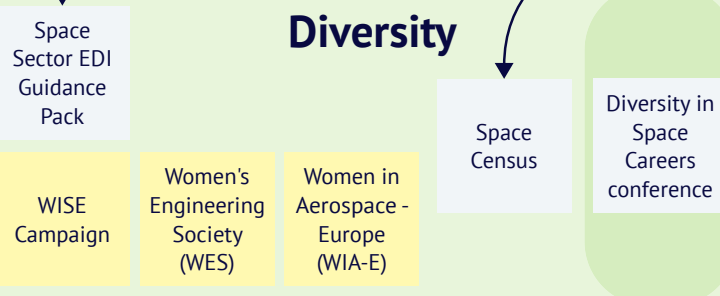 Diversity
Space
Sector EDI
Guidance
Pack
Space
Census
Diversity in
Space
Careers
conference
WISE
Campaign
Women's
Engineering
Society
(WES)
Women in
Aerospace -
Europe
(WIA-E)